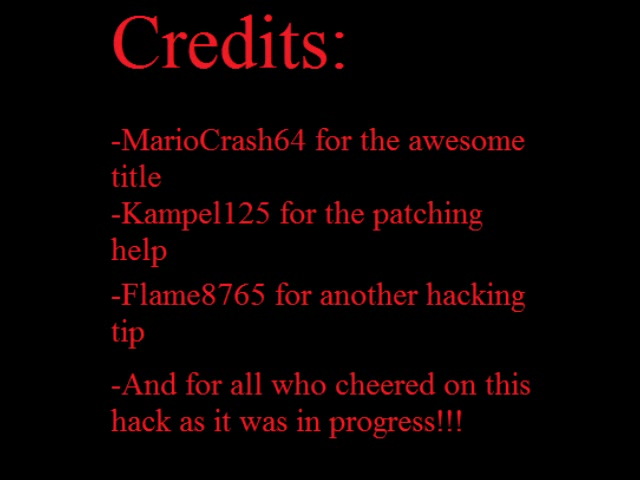 Credits:
-MarioCrash64 for the awesome
title
-Kampel125 for the patching
help
-Flame8765 for another hacking
tip
-And for all who cheered on this
hack as it was in progress!!!